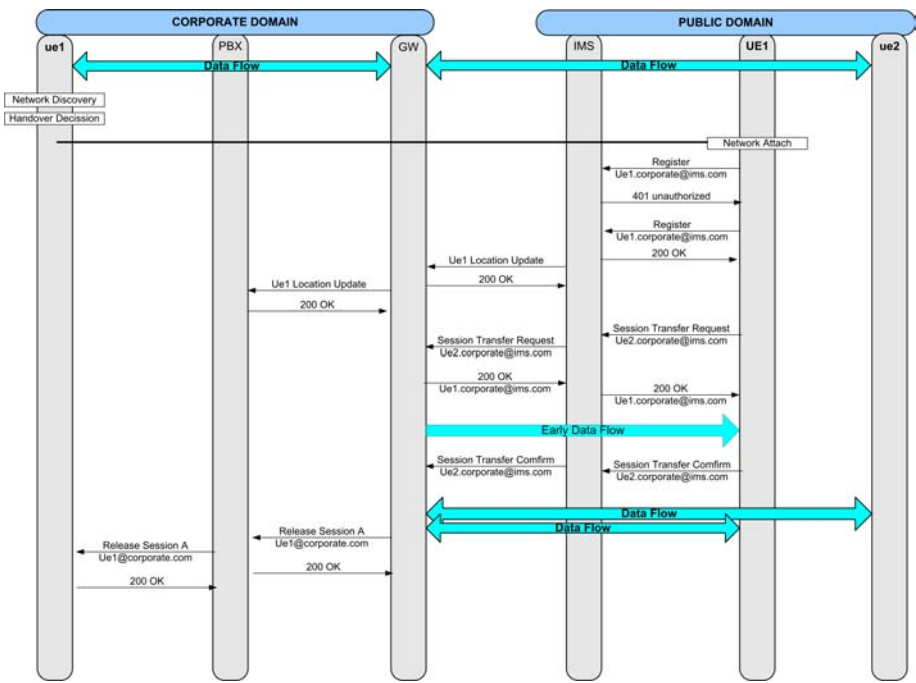 CORPORATE DOMAIN
PUBLIC DOMAIN
ue1
PBX
GW
IMS
UE1
ue2
Data Flow
Data Flow
Network Discovery
Handover Decission
Network Attach
Register
Ue1.corporate@ims.com
401 unauthorized
Register
Ue1.corporate@ims.com
200 OK
Ue1 Location Update
200 OK
Ue1 Location Update
200 OK
Session Transfer Request
Ue2.corporate@ims.com
Session Transfer Request
Ue2.corporate@ims.com
200 OK
Ue1.corporate@ims.com
200 OK
Ue1.corporate@ims.com
Early Data Flow
Session Transfer Comfirm
Ue2.corporate@ims.com
Session Transfer Comfirm
Ue2.corporate@ims.com
Data Flow
Data Flow
Release Session A
Ue1@corporate.com
200 OK
Release Session A
Ue1@corporate.com
200 OK